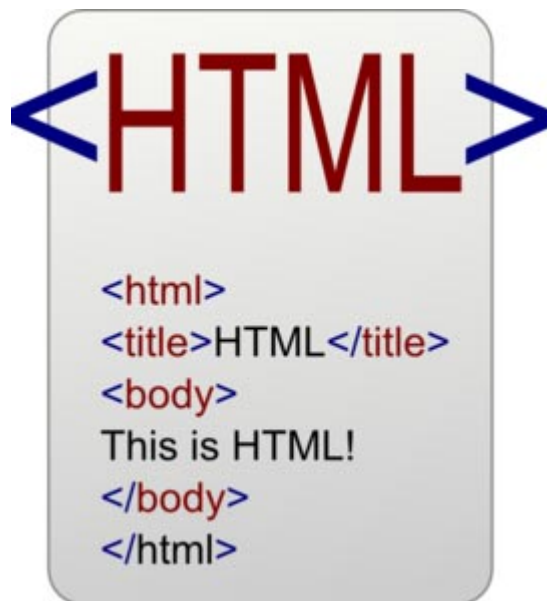 <HTML>
<html>
<title>HTML</title>
<body>
This is HTML!
</body>
</html>